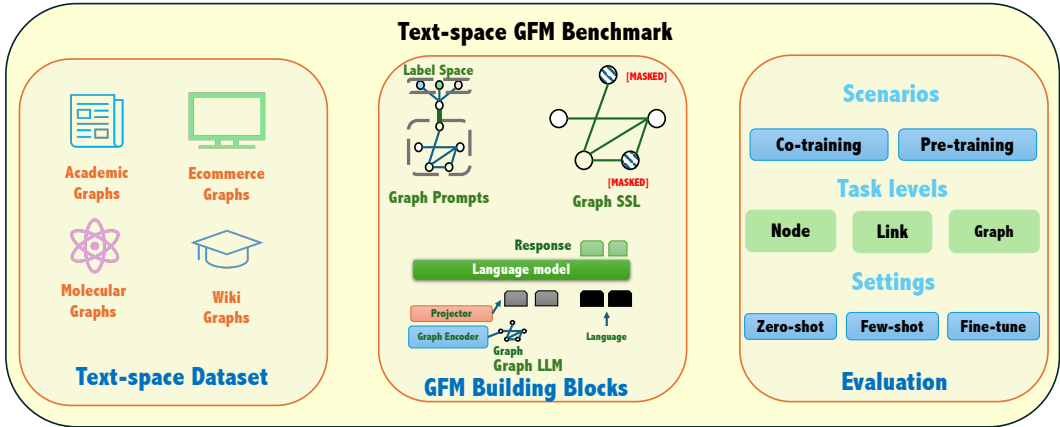 Text-space GFM Benchmark
Academic
Graphs
Ecommerce
Graphs
Molecular
Graphs
Wiki
Graphs
Text-space Dataset
Label Space
Graph Prompts
[MASKED]
[MASKED]
Graph SSL
Response
Language model
Projector
Graph Encoder
Graph
Language
Graph LLM
GFM Building Blocks
Scenarios
Co-training
Pre-training
Task levels
Node
Link
Graph
Settings
Zero-shot
Few-shot
Fine-tune
Evaluation